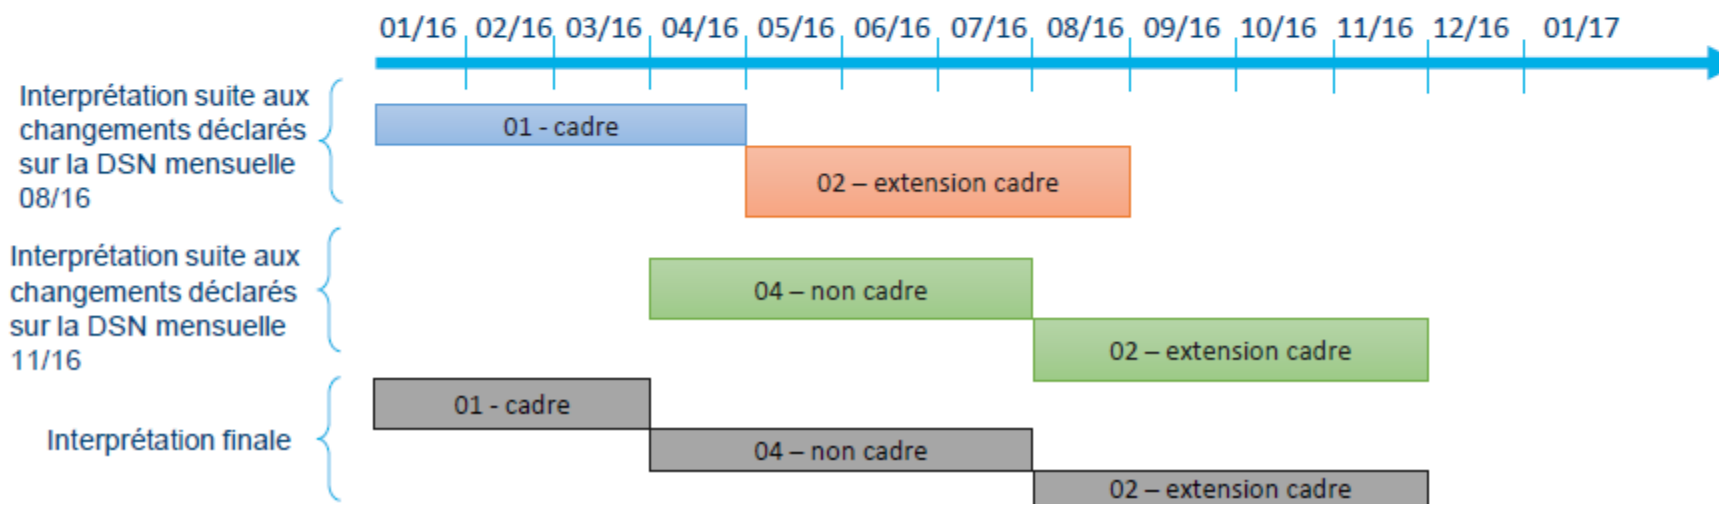 01/16 02/16 03/16 04/16 05/16 06/16 07/16 08/16 09/16 10/16 11/16 12/16 01/17
Interprétation suite aux
changements déclarés
sur la DSN mensuelle
08/16
01 - cadre
02 – extension cadre
Interprétation suite aux
changements déclarés
sur la DSN mensuelle
11/16
04 – non cadre
02 – extension cadre
Interprétation finale
01 - cadre
04 – non cadre
02 – extension cadre